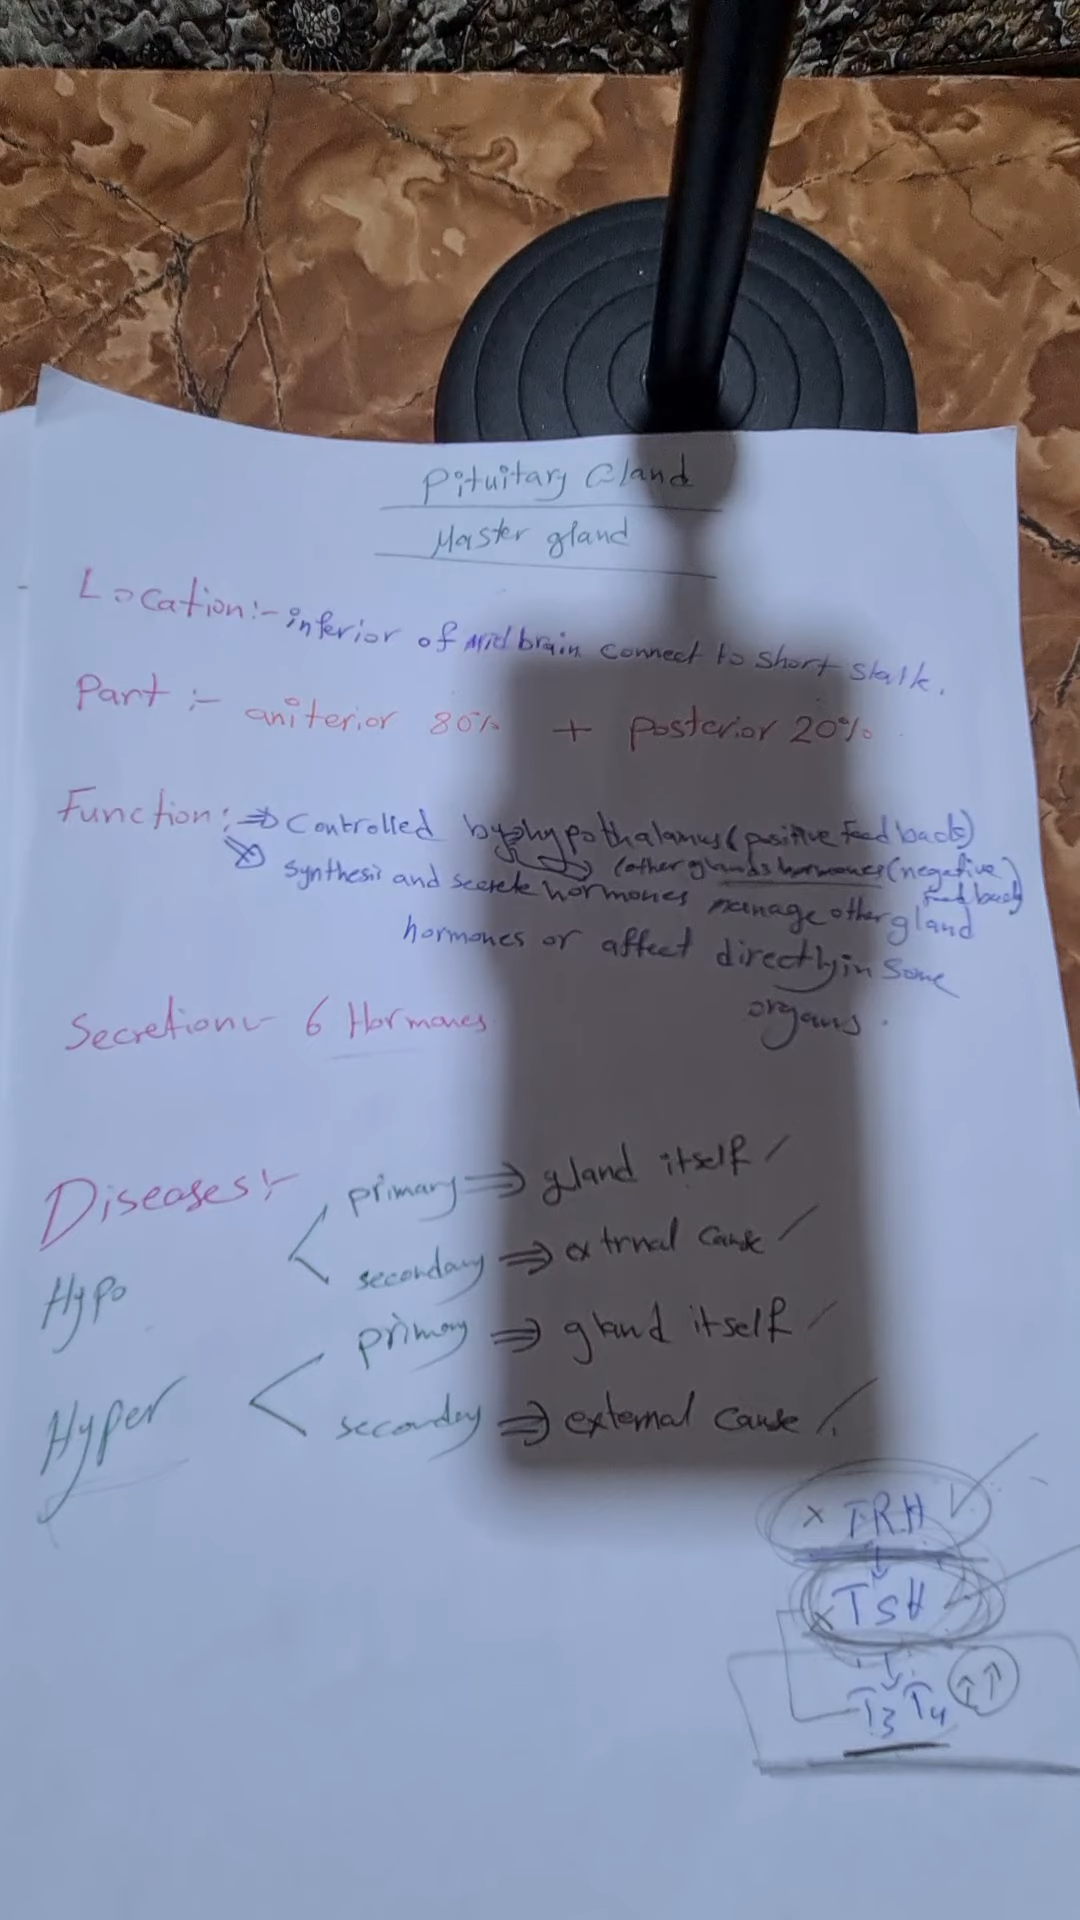 Pituitary Gland
Master gland
Location:- inferior of mid brain connect to short stalk.
Part :- aniterior 80% + posterior 20%
Function: ⇒ Controlled by hypothalamus (positive feed back)
(other glands hormones (negative feed back)
synthesis and secrete hormones manage other gland
hormones or affect directly in some
organs.
Secretion:- 6 Hormones
Diseases:-
primary ⇒ gland itself
Hypo
secondary ⇒ extrnal cause
primary ⇒ gland itself
Hyper
secondry ⇒ external cause
x TRH ✓
x TSH ✓
T3 T4 ↑↑